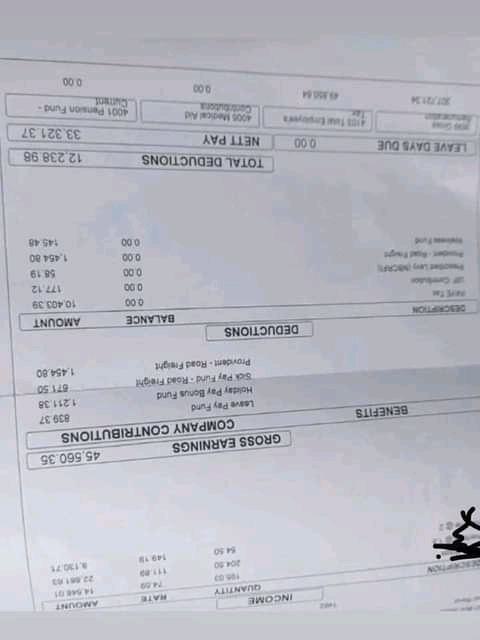 1462
INCOME
DESCRIPTION QUANTITY RATE AMOUNT
195.03 74.59 14,548.01
204.50 111.89 22,881.63
54.50 149.19 8,130.71
GROSS EARNINGS 45,560.35
BENEFITS COMPANY CONTRIBUTIONS
Leave Pay Fund 839.37
Holiday Pay Bonus Fund 1,211.38
Sick Pay Fund - Road Freight 671.50
Provident - Road Freight 1,454.80
DEDUCTIONS
DESCRIPTION BALANCE AMOUNT
PAYE Tax 0.00 10,403.39
UIF Contribution 0.00 177.12
Prescribed Levy (NBCRFI) 0.00 58.19
Provident - Road Freight 0.00 1,454.80
Wellness Fund 0.00 145.48
TOTAL DEDUCTIONS 12,238.98
LEAVE DAYS DUE 0.00 NETT PAY 33,321.37
3699 Gross Remuneration 4103 Total Employee's Tax 4005 Medical Aid Contributions 4001 Pension Fund - Current
307,721.34 49,850.64 0.00 0.00